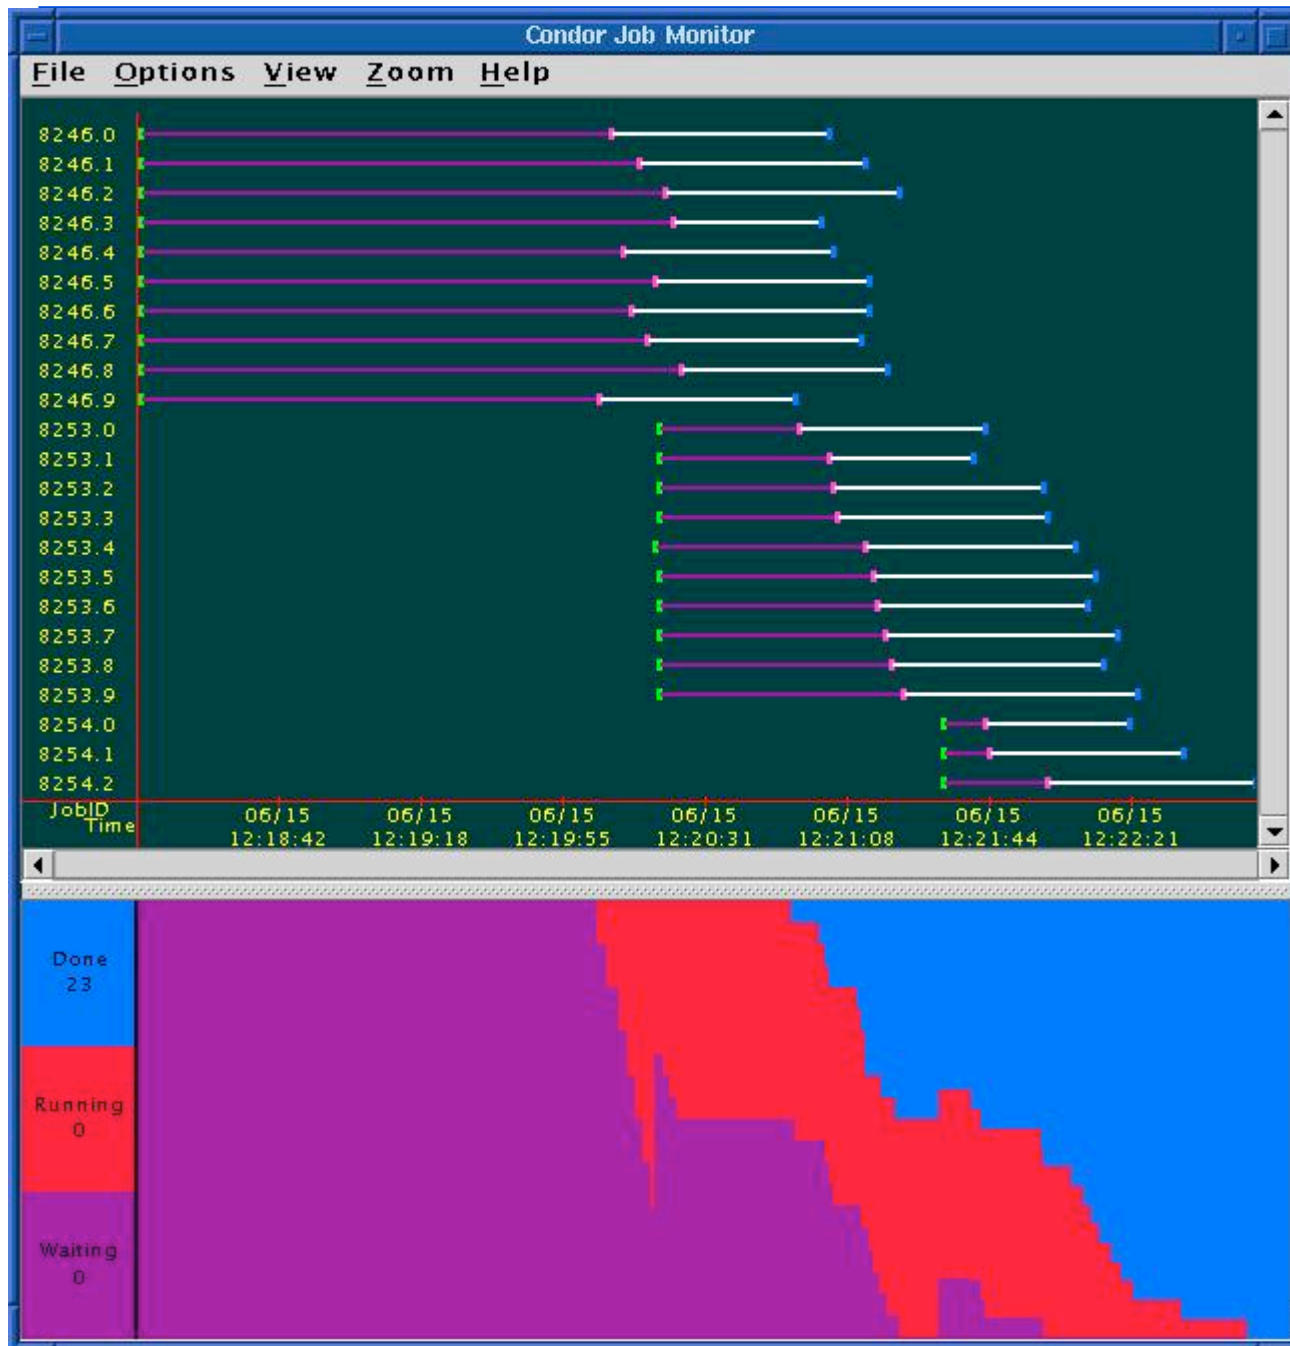 Condor Job Monitor
File Options View Zoom Help
8246.0
8246.1
8246.2
8246.3
8246.4
8246.5
8246.6
8246.7
8246.8
8246.9
8253.0
8253.1
8253.2
8253.3
8253.4
8253.5
8253.6
8253.7
8253.8
8253.9
8254.0
8254.1
8254.2
JobID
Time
06/15 06/15 06/15 06/15 06/15 06/15 06/15
12:18:42 12:19:18 12:19:55 12:20:31 12:21:08 12:21:44 12:22:21
Done
23
Running
0
Waiting
0